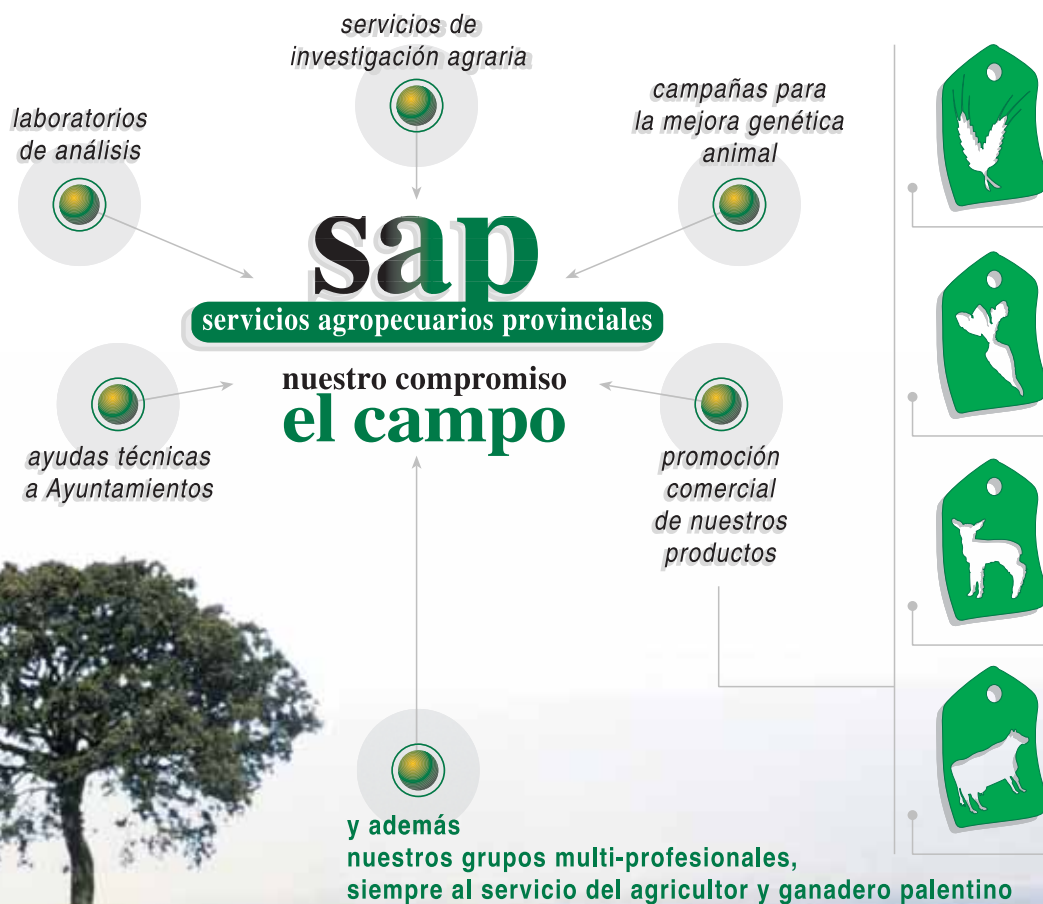 servicios de
investigación agraria
laboratorios
de análisis
campañas para
la mejora genética
animal
sap
servicios agropecuarios provinciales
nuestro compromiso
el campo
ayudas técnicas
a Ayuntamientos
promoción
comercial
de nuestros
productos
y además
nuestros grupos multi-profesionales,
siempre al servicio del agricultor y ganadero palentino